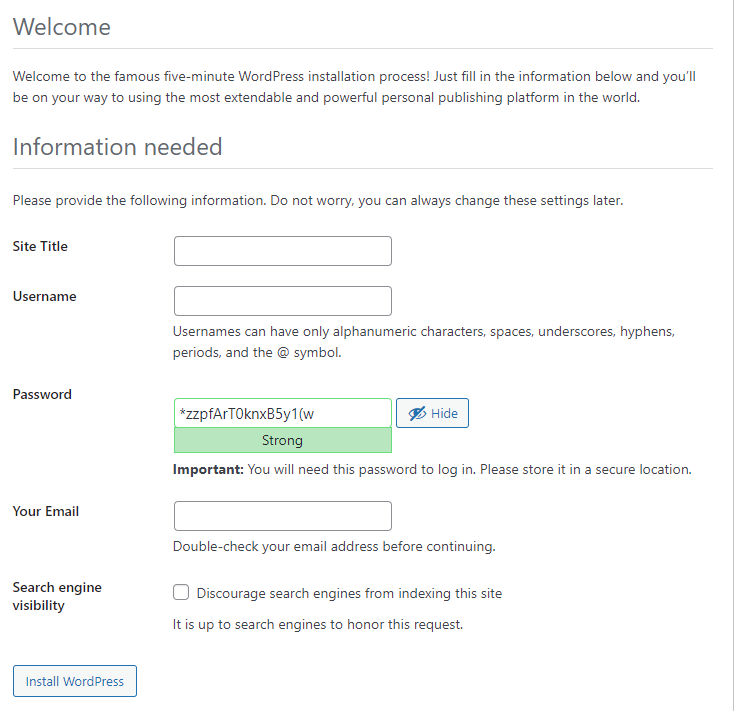 Welcome
Welcome to the famous five-minute WordPress installation process! Just fill in the information below and you’ll
be on your way to using the most extendable and powerful personal publishing platform in the world.
Information needed
Please provide the following information. Do not worry, you can always change these settings later.
Site Title
Username
Usernames can have only alphanumeric characters, spaces, underscores, hyphens,
periods, and the @ symbol.
Password
*zzpfArT0knxB5y1(w
Hide
Strong
Important: You will need this password to log in. Please store it in a secure location.
Your Email
Double-check your email address before continuing.
Search engine
visibility
Discourage search engines from indexing this site
It is up to search engines to honor this request.
Install WordPress